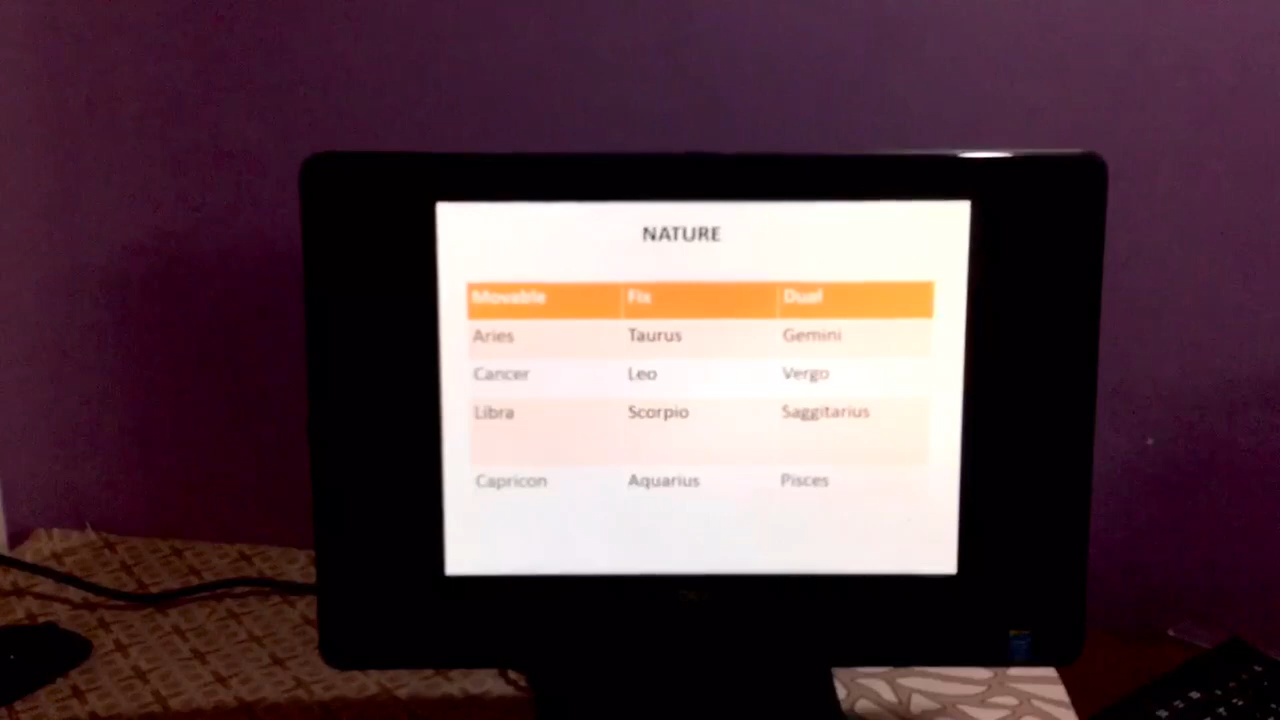 NATURE
Movable Fix Dual
Aries Taurus Gemini
Cancer Leo Vergo
Libra Scorpio Saggitarius
Capricon Aquarius Pisces